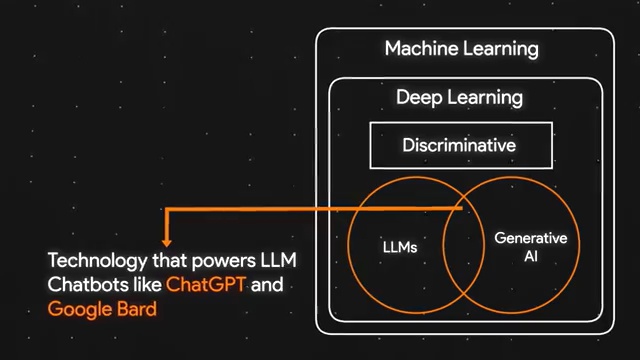 Machine Learning
Deep Learning
Discriminative
LLMs
Generative
AI
Technology that powers LLM
Chatbots like ChatGPT and
Google Bard